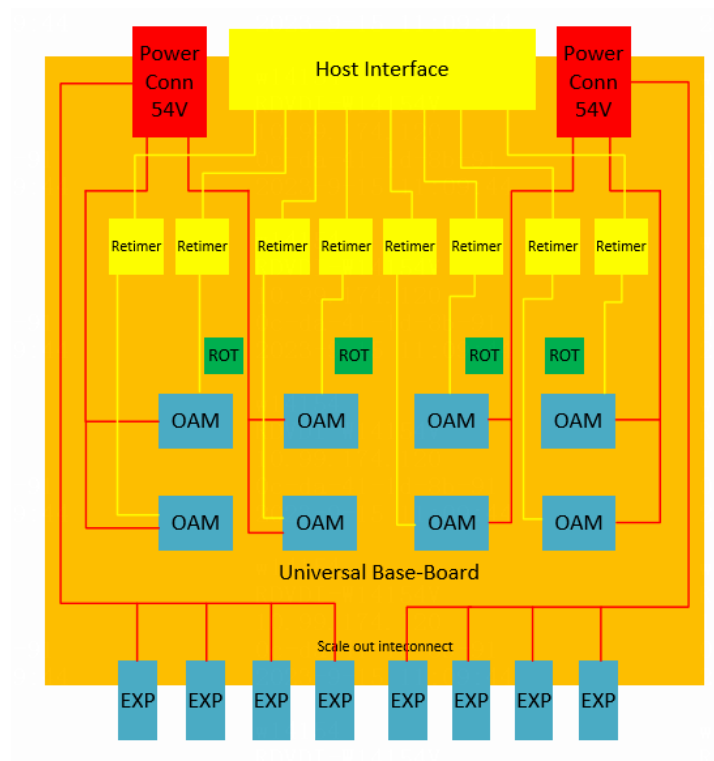 Power
Conn
54V
Host Interface
Power
Conn
54V
Retimer
Retimer
Retimer
Retimer
Retimer
Retimer
Retimer
Retimer
ROT
ROT
ROT
ROT
OAM
OAM
OAM
OAM
OAM
OAM
OAM
OAM
Universal Base-Board
Scale out inteconnect
EXP
EXP
EXP
EXP
EXP
EXP
EXP
EXP